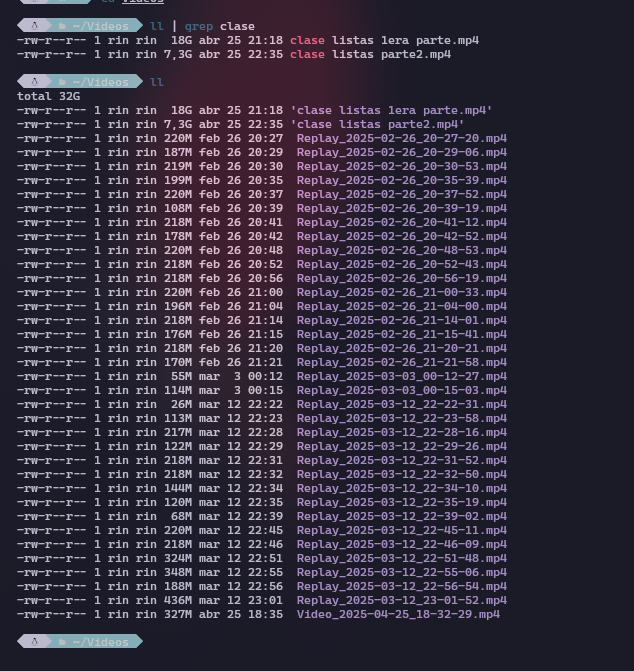 cd Videos
~/Videos ll | grep clase
-rw-r--r-- 1 rin rin  18G abr 25 21:18 clase listas 1era parte.mp4
-rw-r--r-- 1 rin rin 7,3G abr 25 22:35 clase listas parte2.mp4
~/Videos ll
total 32G
-rw-r--r-- 1 rin rin  18G abr 25 21:18 'clase listas 1era parte.mp4'
-rw-r--r-- 1 rin rin 7,3G abr 25 22:35 'clase listas parte2.mp4'
-rw-r--r-- 1 rin rin 220M feb 26 20:27  Replay_2025-02-26_20-27-20.mp4
-rw-r--r-- 1 rin rin 187M feb 26 20:29  Replay_2025-02-26_20-29-06.mp4
-rw-r--r-- 1 rin rin 219M feb 26 20:30  Replay_2025-02-26_20-30-53.mp4
-rw-r--r-- 1 rin rin 199M feb 26 20:35  Replay_2025-02-26_20-35-39.mp4
-rw-r--r-- 1 rin rin 220M feb 26 20:37  Replay_2025-02-26_20-37-52.mp4
-rw-r--r-- 1 rin rin 108M feb 26 20:39  Replay_2025-02-26_20-39-19.mp4
-rw-r--r-- 1 rin rin 218M feb 26 20:41  Replay_2025-02-26_20-41-12.mp4
-rw-r--r-- 1 rin rin 178M feb 26 20:42  Replay_2025-02-26_20-42-52.mp4
-rw-r--r-- 1 rin rin 220M feb 26 20:48  Replay_2025-02-26_20-48-53.mp4
-rw-r--r-- 1 rin rin 218M feb 26 20:52  Replay_2025-02-26_20-52-43.mp4
-rw-r--r-- 1 rin rin 218M feb 26 20:56  Replay_2025-02-26_20-56-19.mp4
-rw-r--r-- 1 rin rin 220M feb 26 21:00  Replay_2025-02-26_21-00-33.mp4
-rw-r--r-- 1 rin rin 196M feb 26 21:04  Replay_2025-02-26_21-04-00.mp4
-rw-r--r-- 1 rin rin 218M feb 26 21:14  Replay_2025-02-26_21-14-01.mp4
-rw-r--r-- 1 rin rin 176M feb 26 21:15  Replay_2025-02-26_21-15-41.mp4
-rw-r--r-- 1 rin rin 218M feb 26 21:20  Replay_2025-02-26_21-20-21.mp4
-rw-r--r-- 1 rin rin 170M feb 26 21:21  Replay_2025-02-26_21-21-58.mp4
-rw-r--r-- 1 rin rin  55M mar  3 00:12  Replay_2025-03-03_00-12-27.mp4
-rw-r--r-- 1 rin rin 114M mar  3 00:15  Replay_2025-03-03_00-15-03.mp4
-rw-r--r-- 1 rin rin  26M mar 12 22:22  Replay_2025-03-12_22-22-31.mp4
-rw-r--r-- 1 rin rin 113M mar 12 22:23  Replay_2025-03-12_22-23-58.mp4
-rw-r--r-- 1 rin rin 217M mar 12 22:28  Replay_2025-03-12_22-28-16.mp4
-rw-r--r-- 1 rin rin 122M mar 12 22:29  Replay_2025-03-12_22-29-26.mp4
-rw-r--r-- 1 rin rin 218M mar 12 22:31  Replay_2025-03-12_22-31-52.mp4
-rw-r--r-- 1 rin rin 218M mar 12 22:32  Replay_2025-03-12_22-32-50.mp4
-rw-r--r-- 1 rin rin 144M mar 12 22:34  Replay_2025-03-12_22-34-10.mp4
-rw-r--r-- 1 rin rin 120M mar 12 22:35  Replay_2025-03-12_22-35-19.mp4
-rw-r--r-- 1 rin rin  68M mar 12 22:39  Replay_2025-03-12_22-39-02.mp4
-rw-r--r-- 1 rin rin 220M mar 12 22:45  Replay_2025-03-12_22-45-11.mp4
-rw-r--r-- 1 rin rin 218M mar 12 22:46  Replay_2025-03-12_22-46-09.mp4
-rw-r--r-- 1 rin rin 324M mar 12 22:51  Replay_2025-03-12_22-51-48.mp4
-rw-r--r-- 1 rin rin 348M mar 12 22:55  Replay_2025-03-12_22-55-06.mp4
-rw-r--r-- 1 rin rin 188M mar 12 22:56  Replay_2025-03-12_22-56-54.mp4
-rw-r--r-- 1 rin rin 436M mar 12 23:01  Replay_2025-03-12_23-01-52.mp4
-rw-r--r-- 1 rin rin 327M abr 25 18:35  Video_2025-04-25_18-32-29.mp4
~/Videos